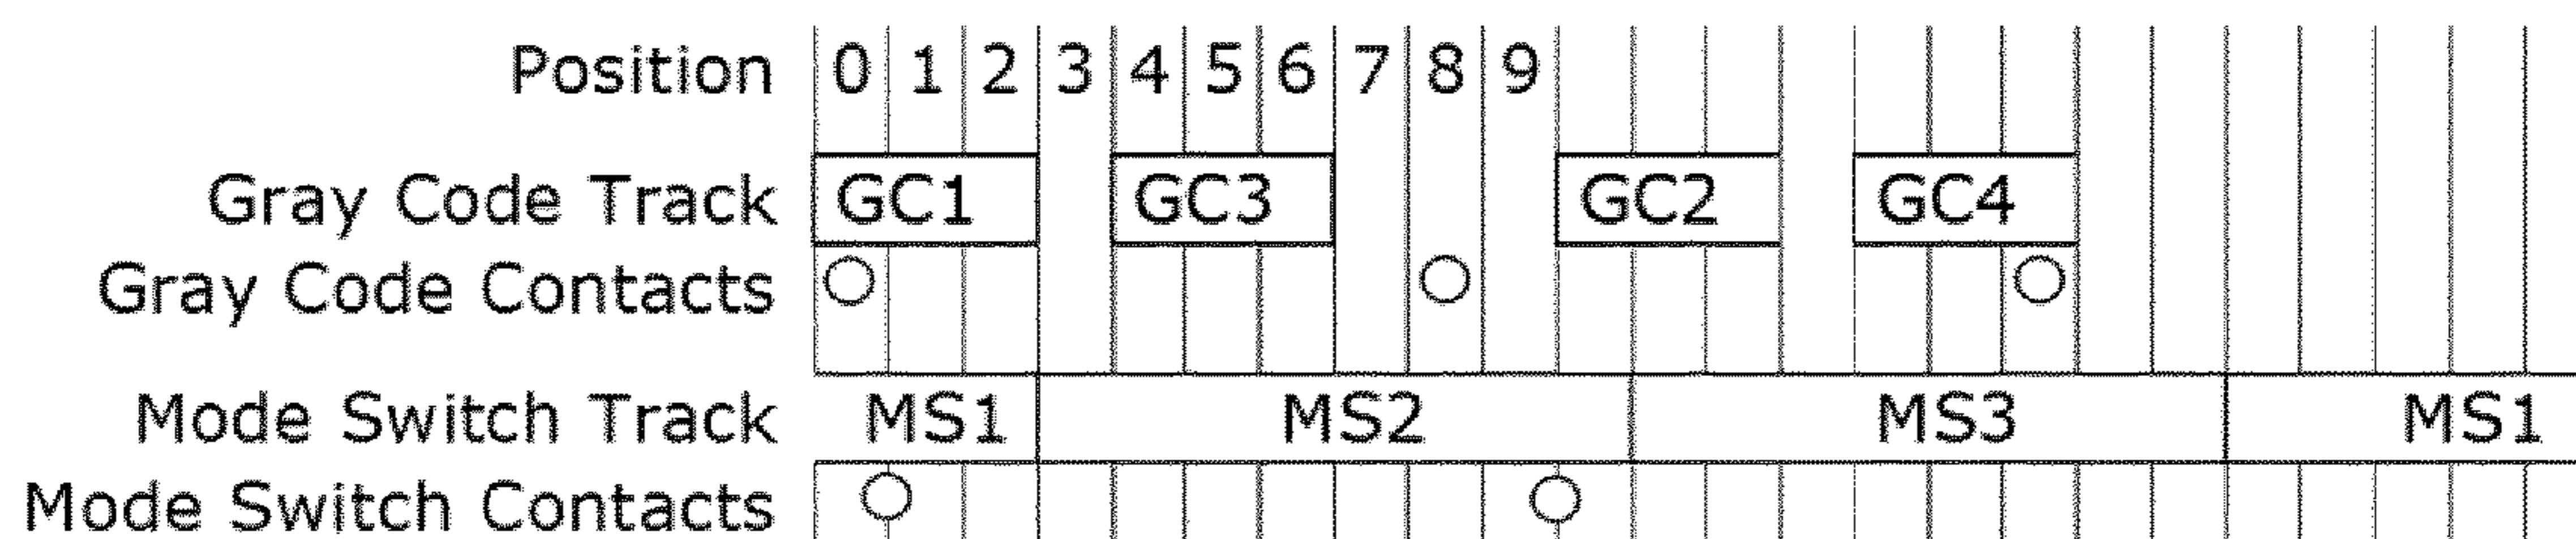 Position 0 1 2 3 4 5 6 7 8 9
Gray Code Track GC1 GC3 GC2 GC4
Gray Code Contacts
Mode Switch Track MS1 MS2 MS3 MS1
Mode Switch Contacts